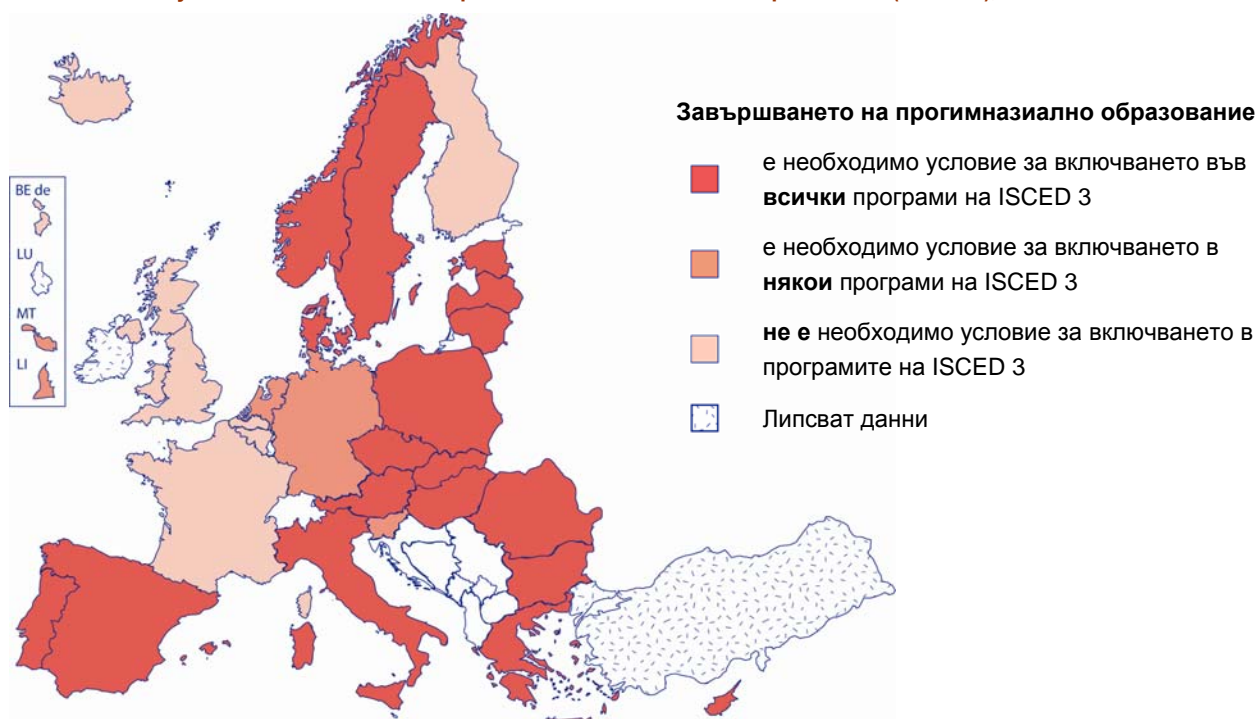 Завършването на прогимназиално образование
е необходимо условие за включването във
всички програми на ISCED 3
е необходимо условие за включването в
някои програми на ISCED 3
не е необходимо условие за включването в
програмите на ISCED 3
Липсват данни
BE de
LU
MT
LI